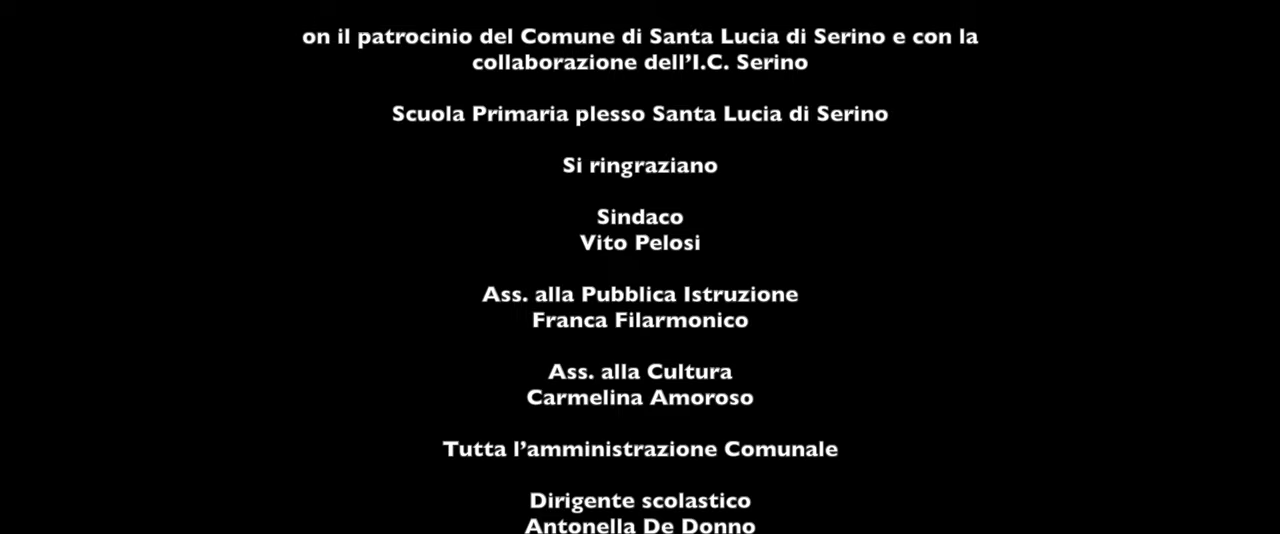 on il patrocinio del Comune di Santa Lucia di Serino e con la
collaborazione dell’I.C. Serino
Scuola Primaria plesso Santa Lucia di Serino
Si ringraziano
Sindaco
Vito Pelosi
Ass. alla Pubblica Istruzione
Franca Filarmonico
Ass. alla Cultura
Carmelina Amoroso
Tutta l’amministrazione Comunale
Dirigente scolastico
Antonella De Donno